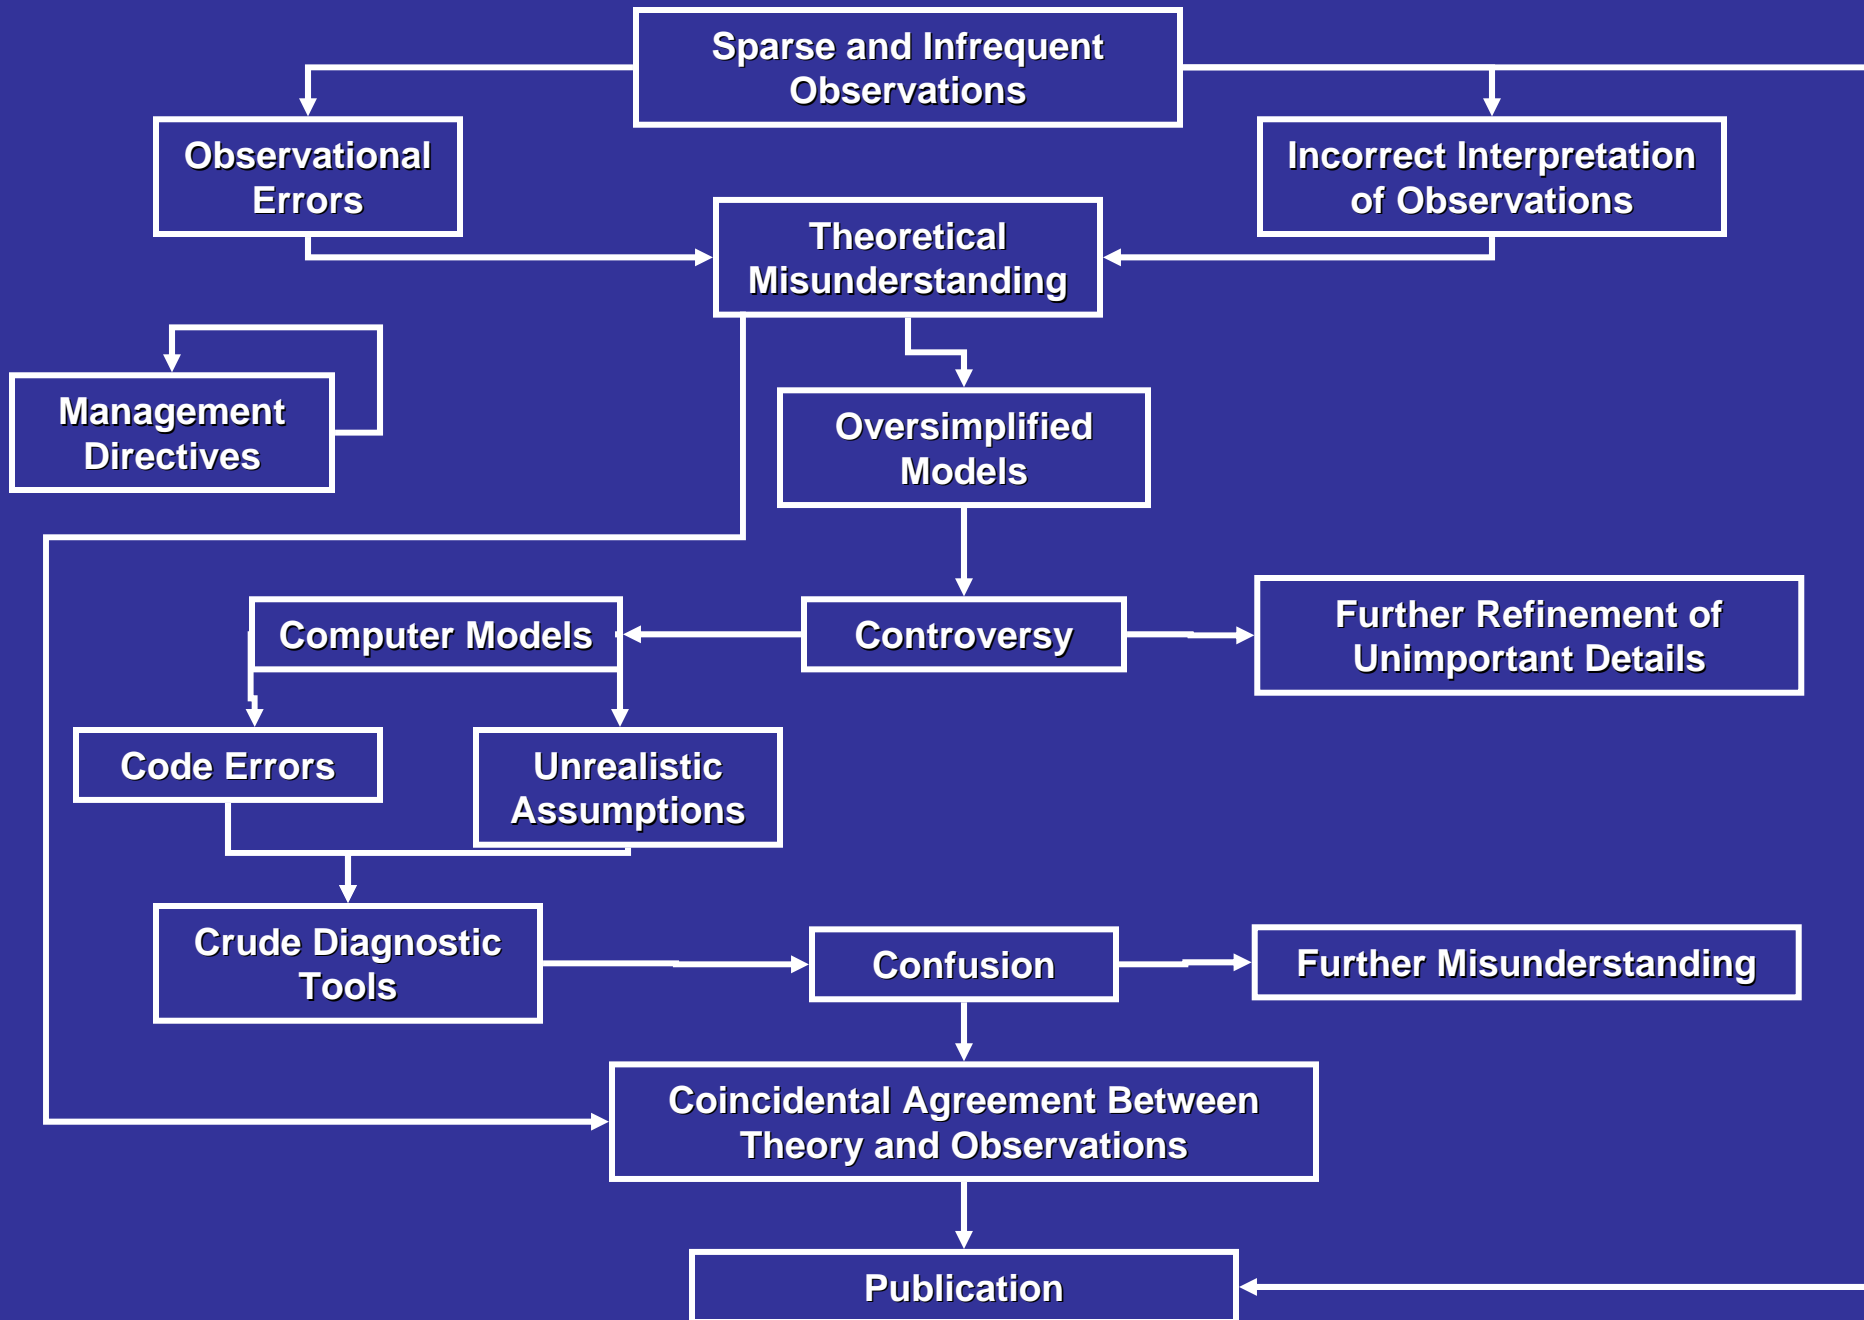 Sparse and Infrequent
Observations
Observational
Errors
Incorrect Interpretation
of Observations
Theoretical
Misunderstanding
Management
Directives
Oversimplified
Models
Computer Models
Controversy
Further Refinement of
Unimportant Details
Code Errors
Unrealistic
Assumptions
Crude Diagnostic
Tools
Confusion
Further Misunderstanding
Coincidental Agreement Between
Theory and Observations
Publication